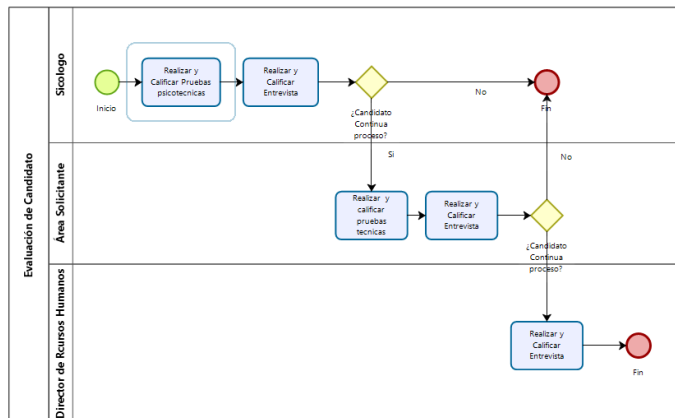 Evaluación de Candidato
Sicologo
Inicio
Realizar y
Calificar Pruebas
psicotecnicas
Realizar y
Calificar
Entrevista
¿Candidato
Continua
proceso?
No
Fin
Si
Área Solicitante
Realizar y
calificar
pruebas
tecnicas
Realizar y
Calificar
Entrevista
¿Candidato
Continua
proceso?
No
Director de Rcursos Humanos
Realizar y
Calificar
Entrevista
Fin